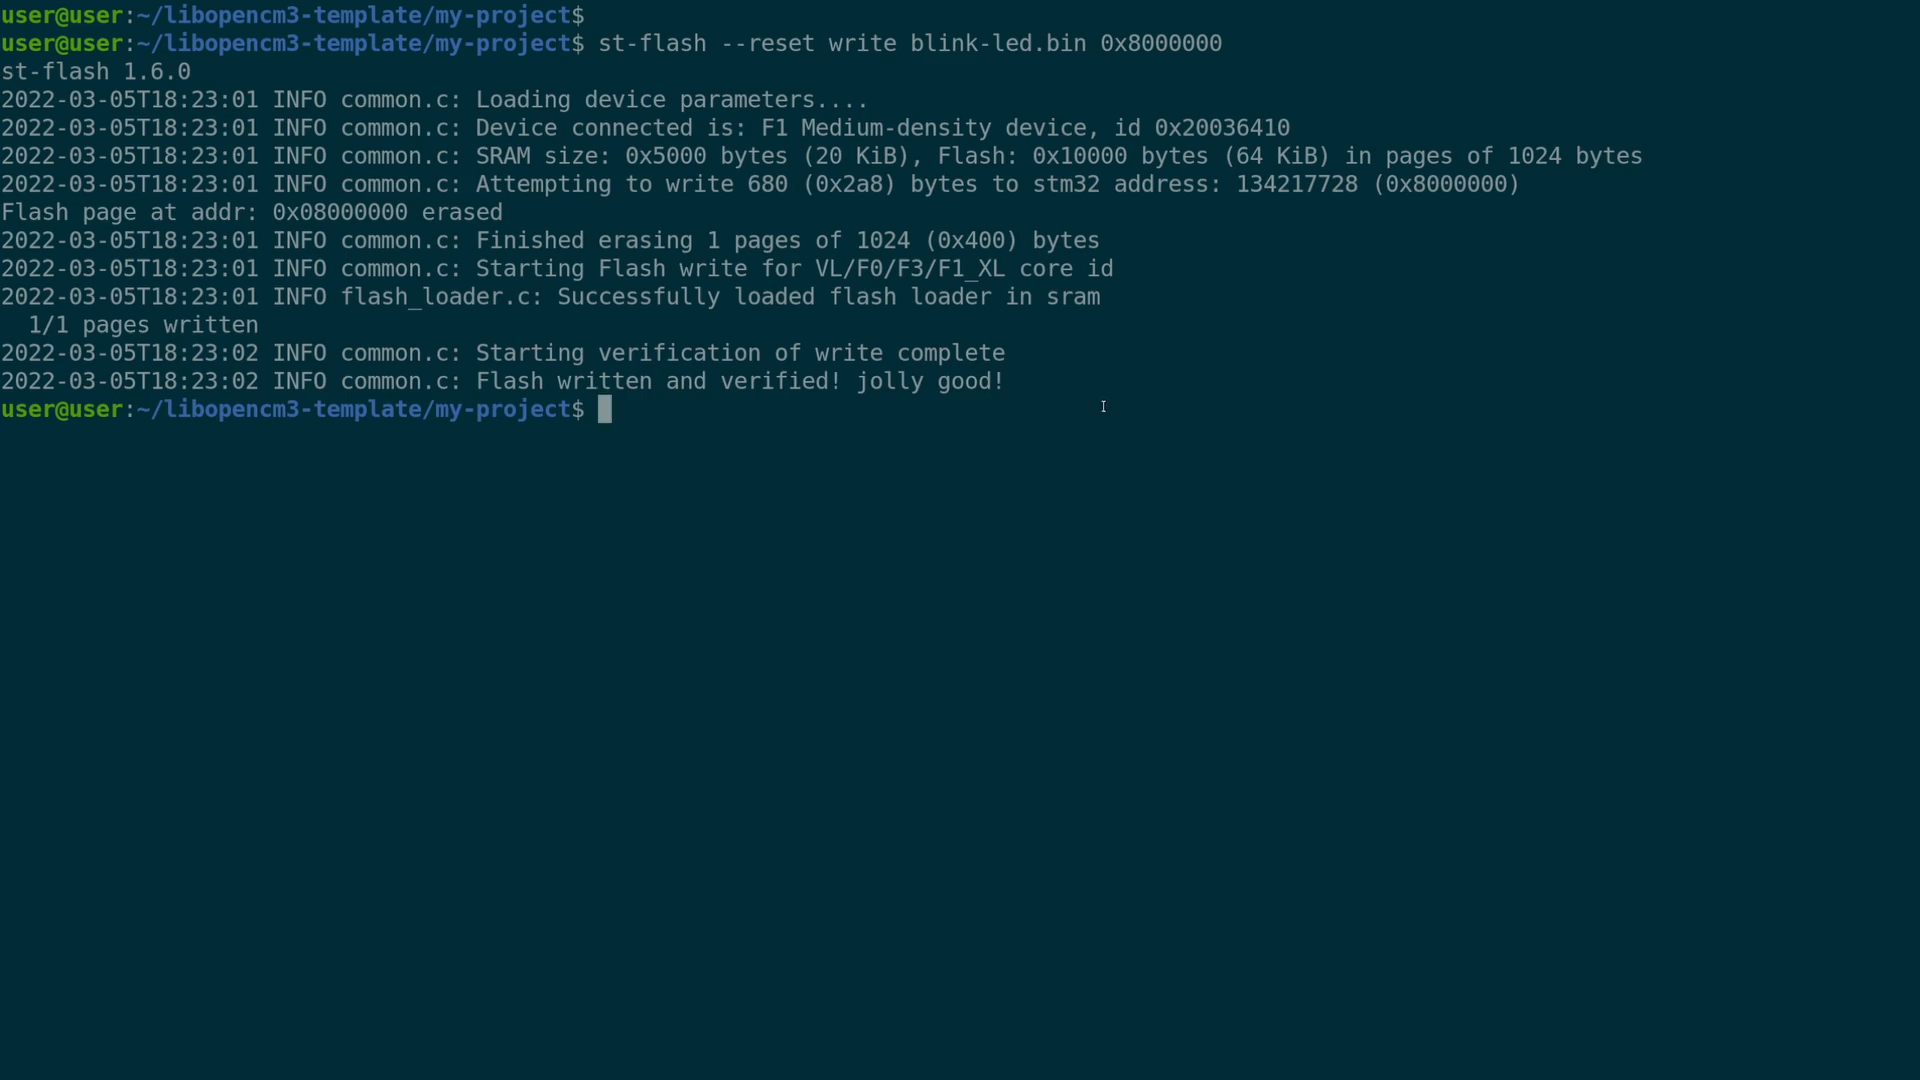 user@user:~/libopencm3-template/my-project$
user@user:~/libopencm3-template/my-project$ st-flash --reset write blink-led.bin 0x8000000
st-flash 1.6.0
2022-03-05T18:23:01 INFO common.c: Loading device parameters....
2022-03-05T18:23:01 INFO common.c: Device connected is: F1 Medium-density device, id 0x20036410
2022-03-05T18:23:01 INFO common.c: SRAM size: 0x5000 bytes (20 KiB), Flash: 0x10000 bytes (64 KiB) in pages of 1024 bytes
2022-03-05T18:23:01 INFO common.c: Attempting to write 680 (0x2a8) bytes to stm32 address: 134217728 (0x8000000)
Flash page at addr: 0x08000000 erased
2022-03-05T18:23:01 INFO common.c: Finished erasing 1 pages of 1024 (0x400) bytes
2022-03-05T18:23:01 INFO common.c: Starting Flash write for VL/F0/F3/F1_XL core id
2022-03-05T18:23:01 INFO flash_loader.c: Successfully loaded flash loader in sram
  1/1 pages written
2022-03-05T18:23:02 INFO common.c: Starting verification of write complete
2022-03-05T18:23:02 INFO common.c: Flash written and verified! jolly good!
user@user:~/libopencm3-template/my-project$